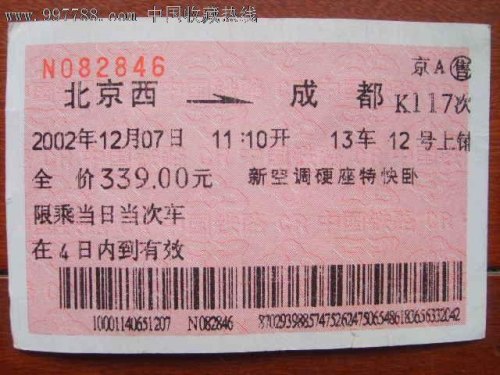 www.997788.com 中国收藏热线
N082846
京A 售
北京西 → 成都 K117次
2002年12月07日 11:10开 13车 12号上铺
全 价339.00元 新空调硬座特快卧
限乘当日当次车
在4日内到有效
10001140651207 N082846